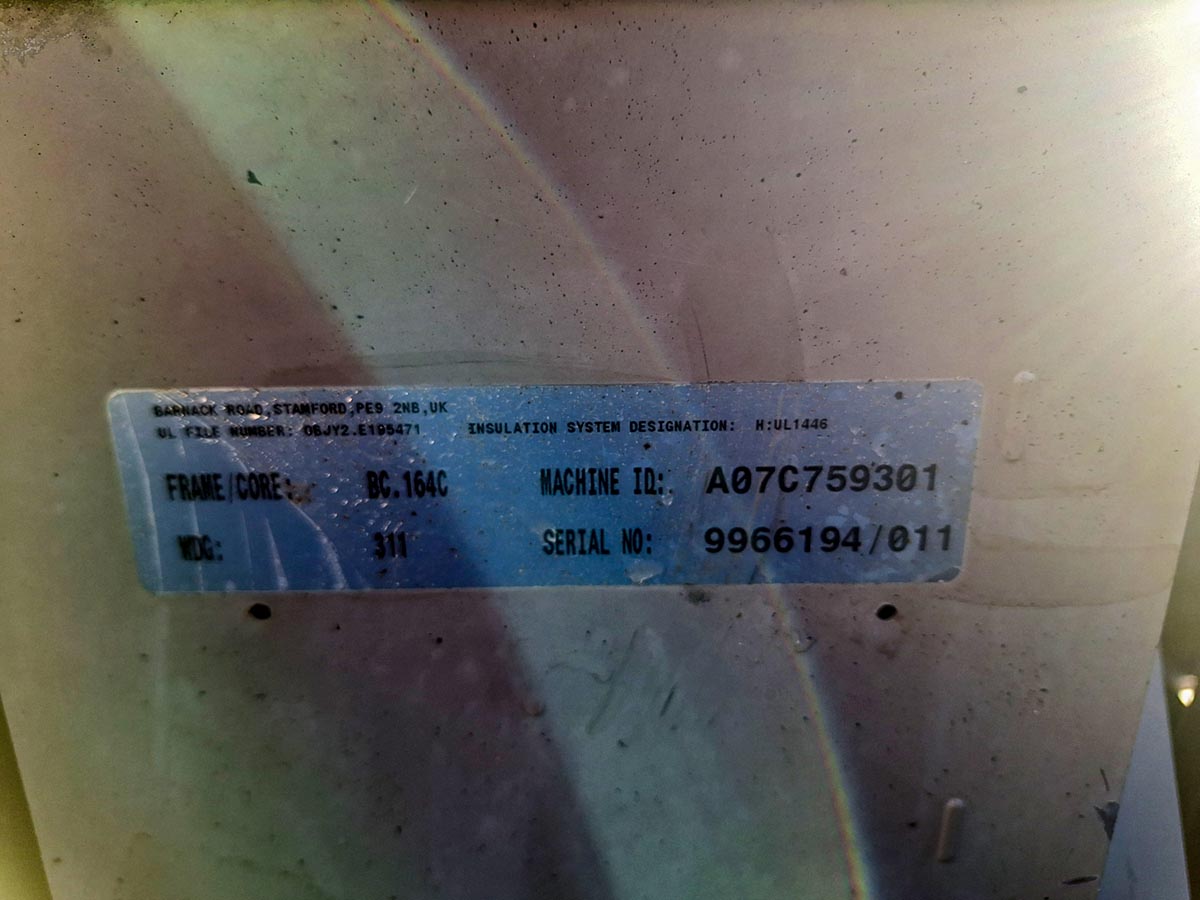 BARNACK ROAD,STAMFORD,PE9 2NB,UK
UL FILE NUMBER: OBJY2.E195471 INSULATION SYSTEM DESIGNATION: H:UL1446
FRAME/CORE: BC.164C MACHINE ID: A07C759301
WDG: 311 SERIAL NO: 9966194/011